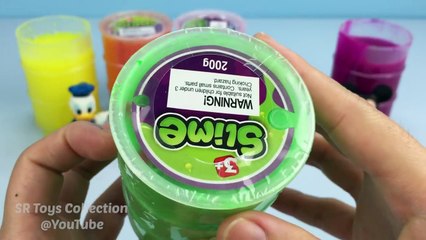 200g
WARNING!
Not suitable for children under 3
years. Contains small parts.
Choking hazard
Slime
3+
SR Toys Collection
@YouTube